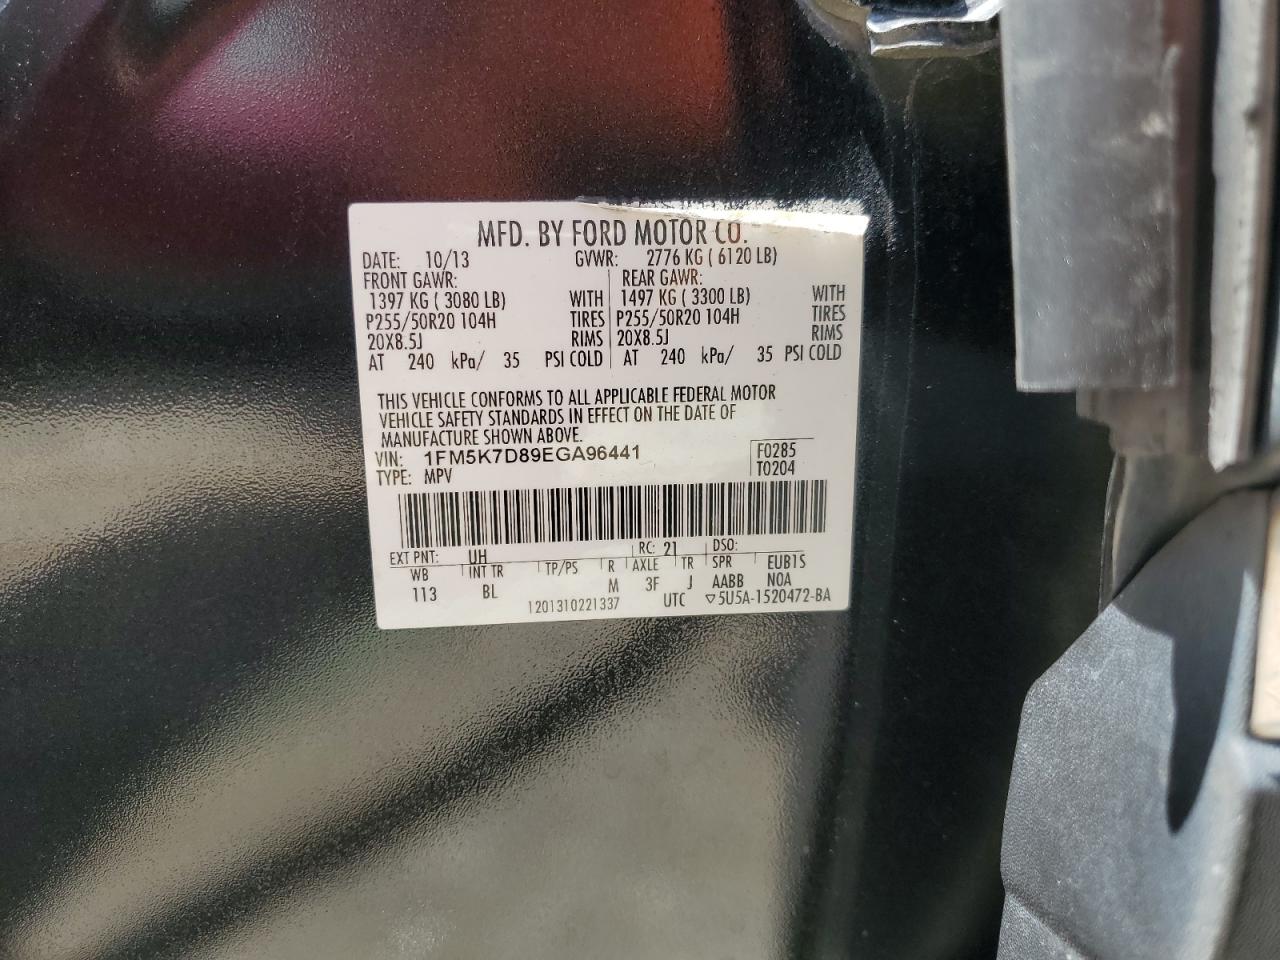 MFD. BY FORD MOTOR CO.
DATE: 10/13 GVWR: 2776 KG ( 6120 LB)
FRONT GAWR: REAR GAWR:
1397 KG ( 3080 LB) WITH 1497 KG ( 3300 LB) WITH
P255/50R20 104H TIRES P255/50R20 104H TIRES
20X8.5J RIMS 20X8.5J RIMS
AT 240 kPa/ 35 PSI COLD AT 240 kPa/ 35 PSI COLD
THIS VEHICLE CONFORMS TO ALL APPLICABLE FEDERAL MOTOR
VEHICLE SAFETY STANDARDS IN EFFECT ON THE DATE OF
MANUFACTURE SHOWN ABOVE.
VIN: 1FM5K7D89EGA96441 F0285
TYPE: MPV T0204
EXT PNT: UH RC: 21 DSO:
WB INT TR TP/PS R AXLE TR SPR EUB1S
113 BL M 3F J AABB NOA
1201310221337 UTC ▽5U5A-1520472-BA